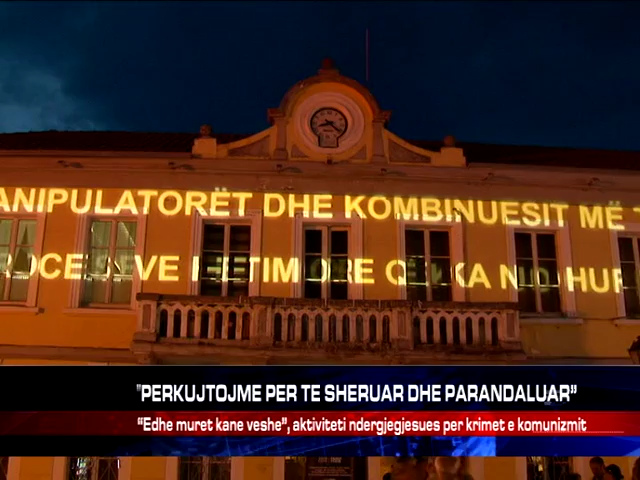 ANIPULATORËT DHE KOMBINUESIT MË
"PERKUJTOJME PER TE SHERUAR DHE PARANDALUAR”
“Edhe muret kane veshe”, aktiviteti ndergjegjesues per krimet e komunizmit